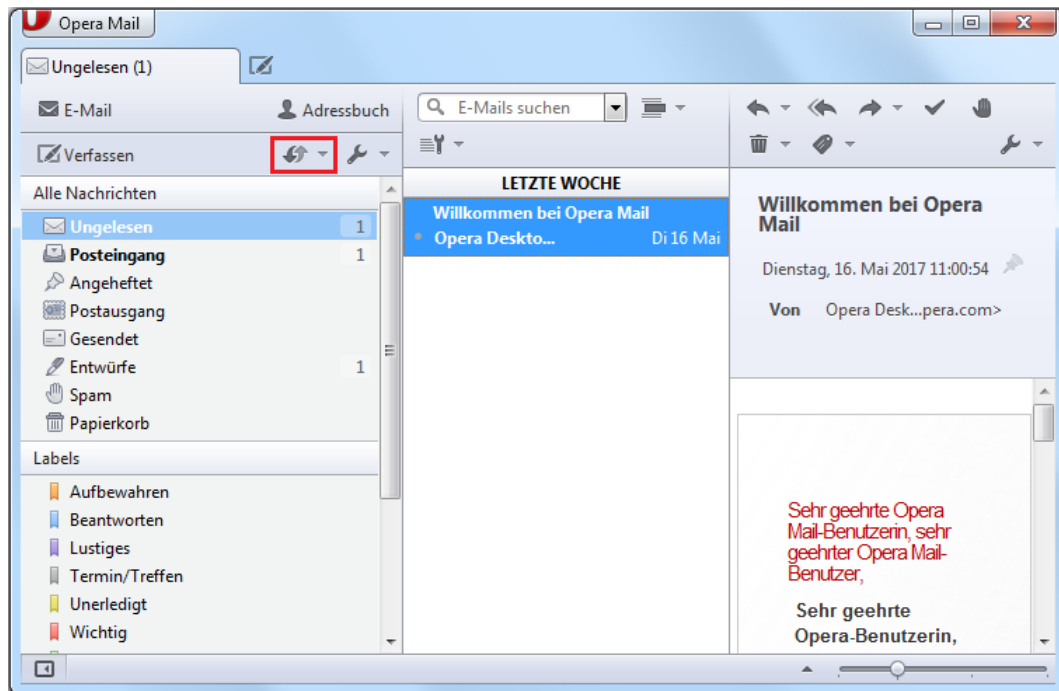 Opera Mail
Ungelesen (1)
E-Mail
Adressbuch
Verfassen
Alle Nachrichten
Ungelesen 1
Posteingang 1
Angeheftet
Postausgang
Gesendet
Entwürfe 1
Spam
Papierkorb
Labels
Aufbewahren
Beantworten
Lustiges
Termin/Treffen
Unerledigt
Wichtig
E-Mails suchen
LETZTE WOCHE
Willkommen bei Opera Mail
Opera Deskto... Di 16 Mai
Willkommen bei Opera
Mail
Dienstag, 16. Mai 2017 11:00:54
Von Opera Desk...pera.com>
Sehr geehrte Opera
Mail-Benutzerin, sehr
geehrter Opera Mail-
Benutzer,
Sehr geehrte
Opera-Benutzerin,